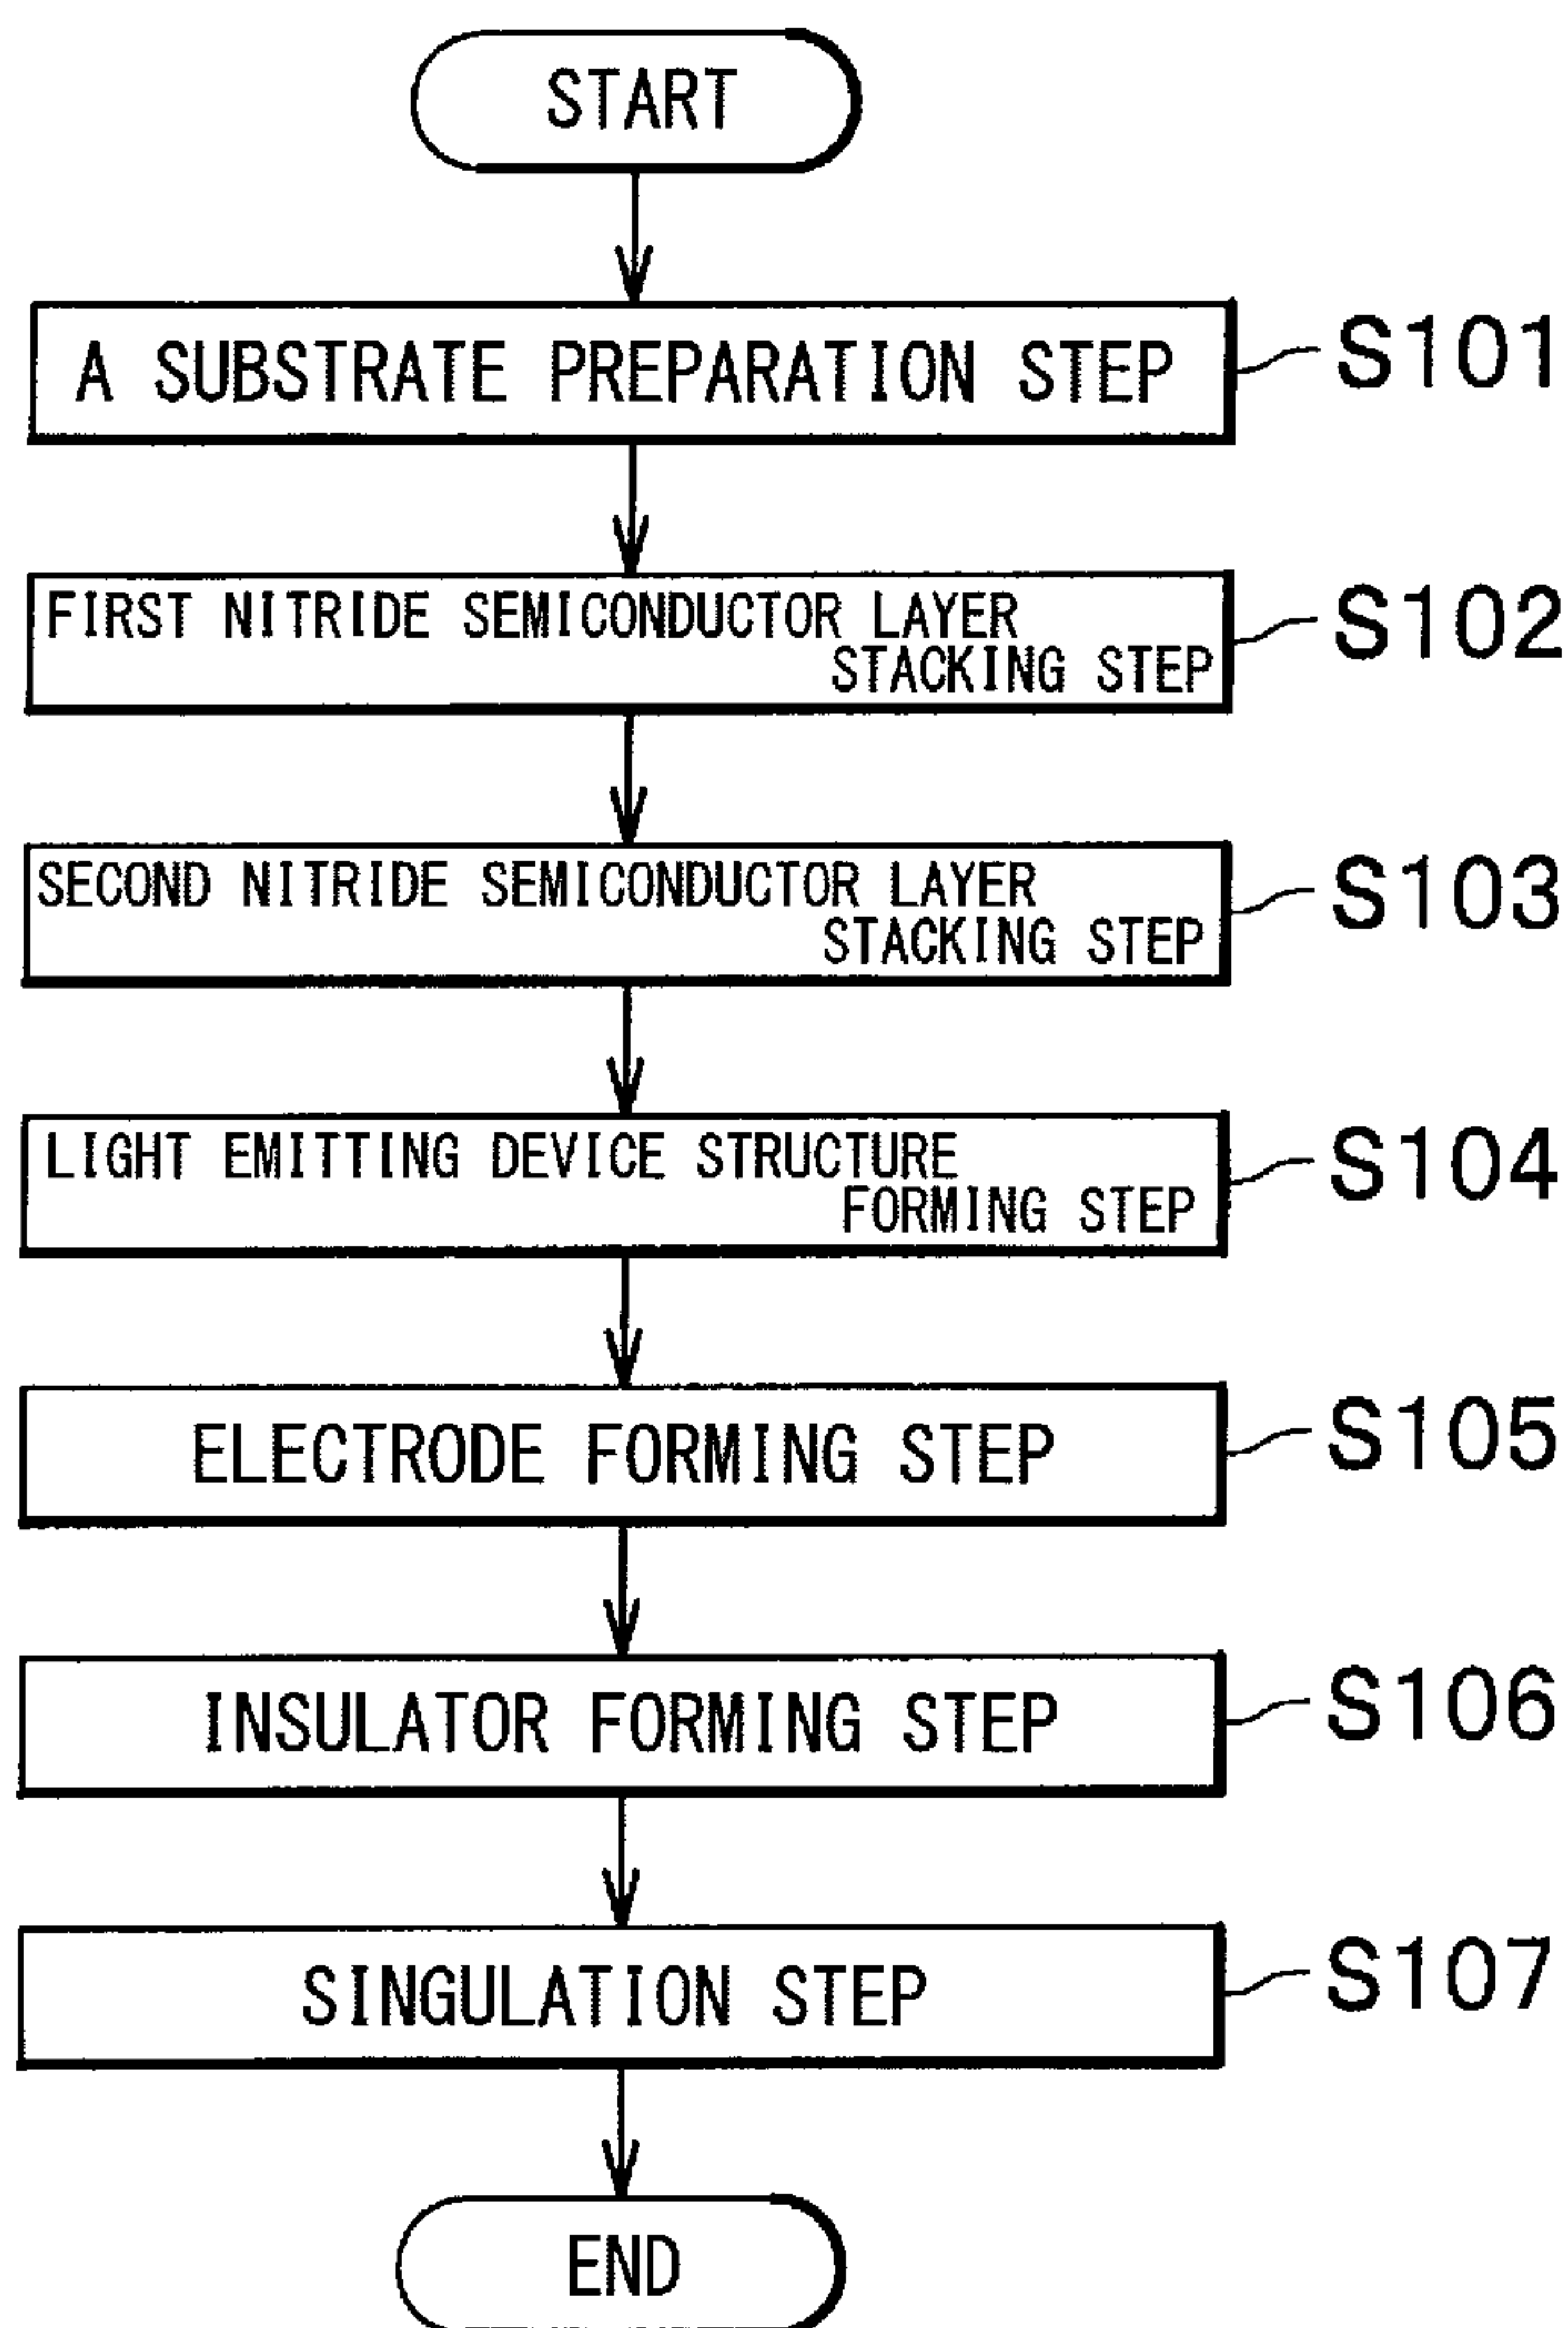 START
A SUBSTRATE PREPARATION STEP
S101
FIRST NITRIDE SEMICONDUCTOR LAYER
STACKING STEP
S102
SECOND NITRIDE SEMICONDUCTOR LAYER
STACKING STEP
S103
LIGHT EMITTING DEVICE STRUCTURE
FORMING STEP
S104
ELECTRODE FORMING STEP
S105
INSULATOR FORMING STEP
S106
SINGULATION STEP
S107
END